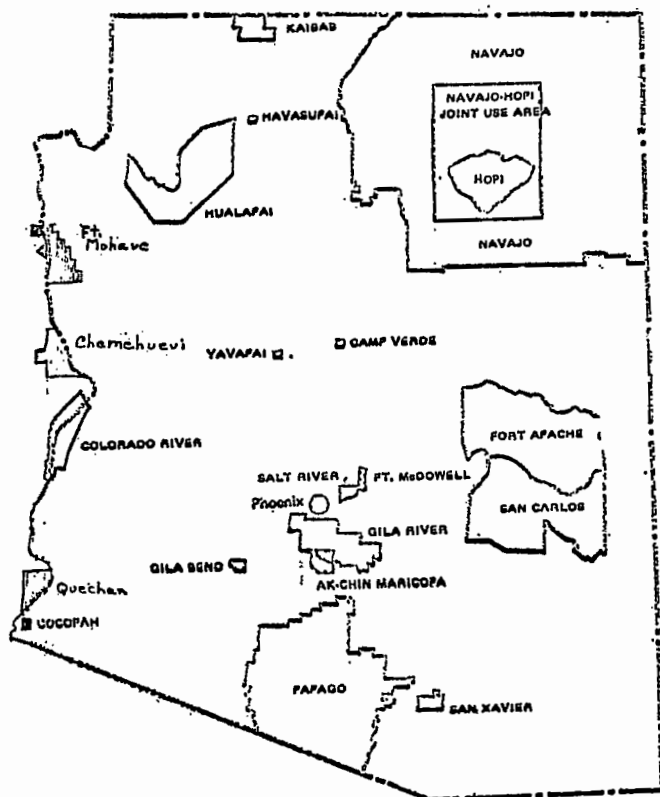 KAIBAB
NAVAJO
NAVAJO-HOPI
JOINT USE AREA
HAVASUPAI
HOPI
HUALAPAI
Ft.
Mohave
NAVAJO
Chemehuevi
YAVAPAI
CAMP VERDE
COLORADO RIVER
FORT APACHE
SALT RIVER
FT. McDOWELL
Phoenix
SAN CARLOS
GILA RIVER
GILA BEND
AK-CHIN MARICOPA
Quechan
COCOPAH
PAPAGO
SAN XAVIER